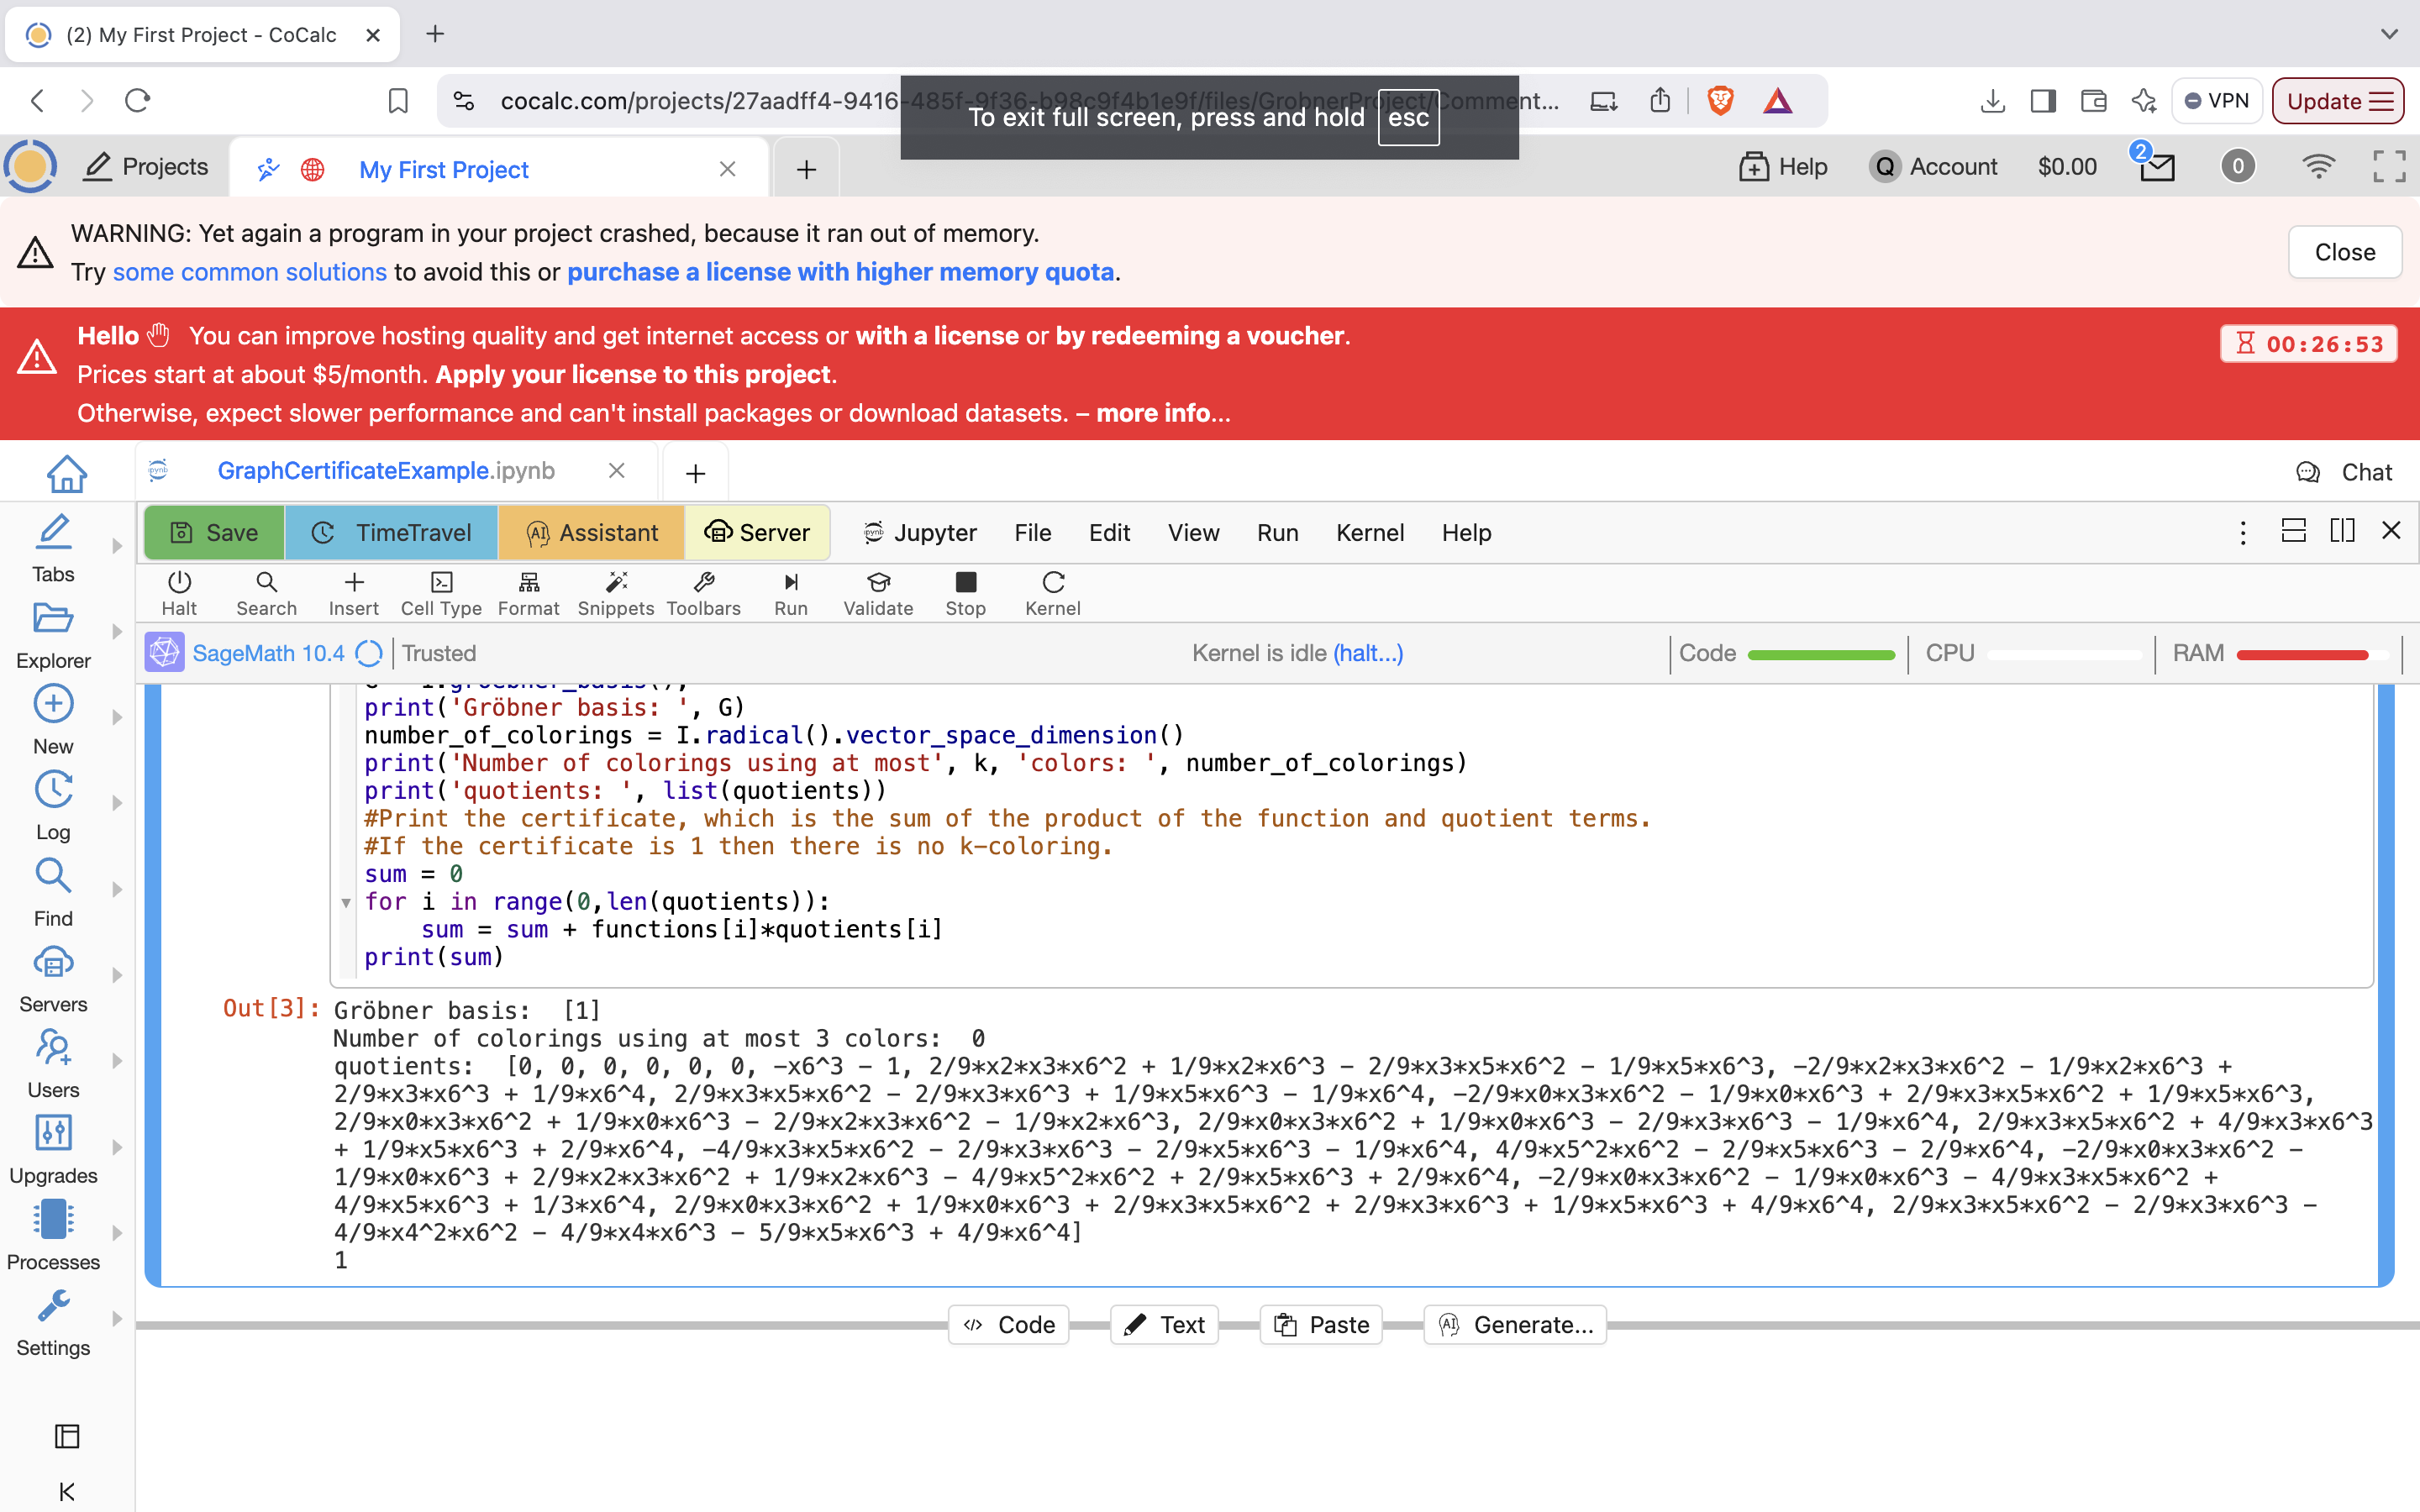 (2) My First Project - CoCalc
cocalc.com/projects/27aadff4-9416-485f-9f36-b98c9f4b1e9f/files/GrobnerProject/Comment...
VPN
Update
To exit full screen, press and hold esc
Projects
My First Project
Help
Q Account
$0.00
2
0
WARNING: Yet again a program in your project crashed, because it ran out of memory.
Try some common solutions to avoid this or purchase a license with higher memory quota.
Close
Hello You can improve hosting quality and get internet access or with a license or by redeeming a voucher.
Prices start at about $5/month. Apply your license to this project.
Otherwise, expect slower performance and can't install packages or download datasets. – more info...
00:26:53
GraphCertificateExample.ipynb
Chat
Save TimeTravel Assistant Server Jupyter File Edit View Run Kernel Help
Halt Search Insert Cell Type Format Snippets Toolbars Run Validate Stop Kernel
SageMath 10.4 Trusted Kernel is idle (halt...) Code CPU RAM
Tabs
Explorer
New
Log
Find
Servers
Users
Upgrades
Processes
Settings
print('Gröbner basis: ', G)
number_of_colorings = I.radical().vector_space_dimension()
print('Number of colorings using at most', k, 'colors: ', number_of_colorings)
print('quotients: ', list(quotients))
#Print the certificate, which is the sum of the product of the function and quotient terms.
#If the certificate is 1 then there is no k-coloring.
sum = 0
for i in range(0,len(quotients)):
sum = sum + functions[i]*quotients[i]
print(sum)
Out[3]: Gröbner basis:  [1]
Number of colorings using at most 3 colors:  0
quotients:  [0, 0, 0, 0, 0, 0, -x6^3 - 1, 2/9*x2*x3*x6^2 + 1/9*x2*x6^3 - 2/9*x3*x5*x6^2 - 1/9*x5*x6^3, -2/9*x2*x3*x6^2 - 1/9*x2*x6^3 +
2/9*x3*x6^3 + 1/9*x6^4, 2/9*x3*x5*x6^2 - 2/9*x3*x6^3 + 1/9*x5*x6^3 - 1/9*x6^4, -2/9*x0*x3*x6^2 - 1/9*x0*x6^3 + 2/9*x3*x5*x6^2 + 1/9*x5*x6^3,
2/9*x0*x3*x6^2 + 1/9*x0*x6^3 - 2/9*x2*x3*x6^2 - 1/9*x2*x6^3, 2/9*x0*x3*x6^2 + 1/9*x0*x6^3 - 2/9*x3*x6^3 - 1/9*x6^4, 2/9*x3*x5*x6^2 + 4/9*x3*x6^3
+ 1/9*x5*x6^3 + 2/9*x6^4, -4/9*x3*x5*x6^2 - 2/9*x3*x6^3 - 2/9*x5*x6^3 - 1/9*x6^4, 4/9*x5^2*x6^2 - 2/9*x5*x6^3 - 2/9*x6^4, -2/9*x0*x3*x6^2 -
1/9*x0*x6^3 + 2/9*x2*x3*x6^2 + 1/9*x2*x6^3 - 4/9*x5^2*x6^2 + 2/9*x5*x6^3 + 2/9*x6^4, -2/9*x0*x3*x6^2 - 1/9*x0*x6^3 - 4/9*x3*x5*x6^2 +
4/9*x5*x6^3 + 1/3*x6^4, 2/9*x0*x3*x6^2 + 1/9*x0*x6^3 + 2/9*x3*x5*x6^2 + 2/9*x3*x6^3 + 1/9*x5*x6^3 + 4/9*x6^4, 2/9*x3*x5*x6^2 - 2/9*x3*x6^3 -
4/9*x4^2*x6^2 - 4/9*x4*x6^3 - 5/9*x5*x6^3 + 4/9*x6^4]
1
Code Text Paste Generate...